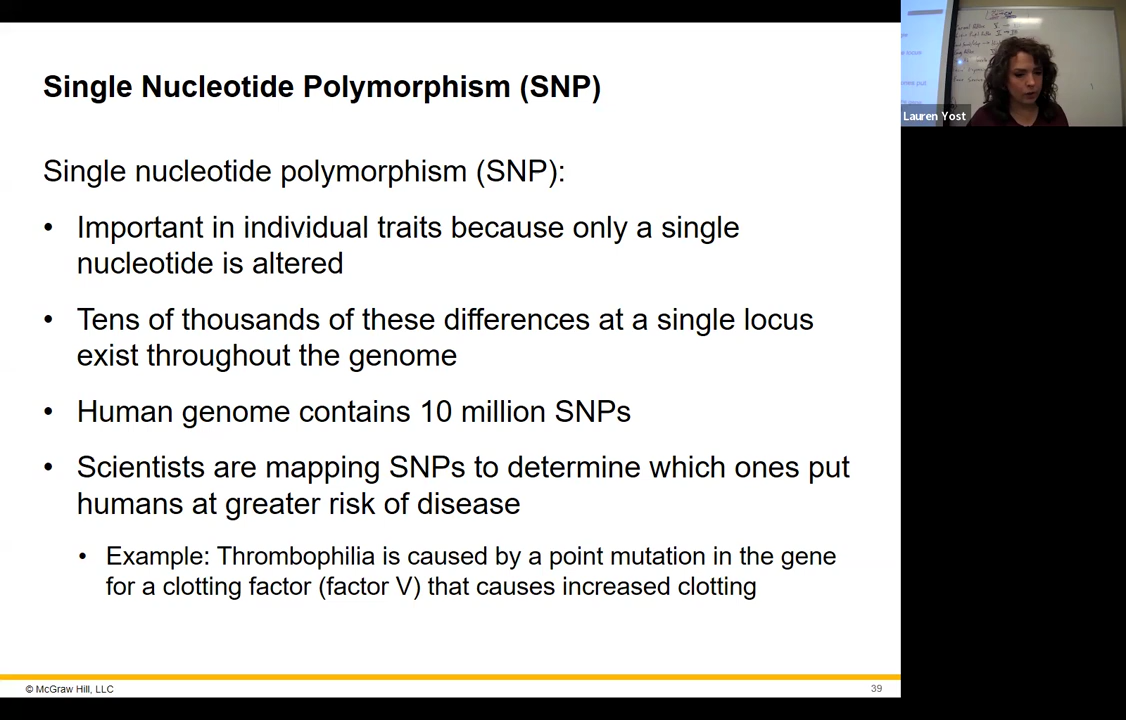 Single Nucleotide Polymorphism (SNP)
Single nucleotide polymorphism (SNP):
• Important in individual traits because only a single
nucleotide is altered
• Tens of thousands of these differences at a single locus
exist throughout the genome
• Human genome contains 10 million SNPs
• Scientists are mapping SNPs to determine which ones put
humans at greater risk of disease
• Example: Thrombophilia is caused by a point mutation in the gene
for a clotting factor (factor V) that causes increased clotting
© McGraw Hill, LLC
39
Lauren Yost